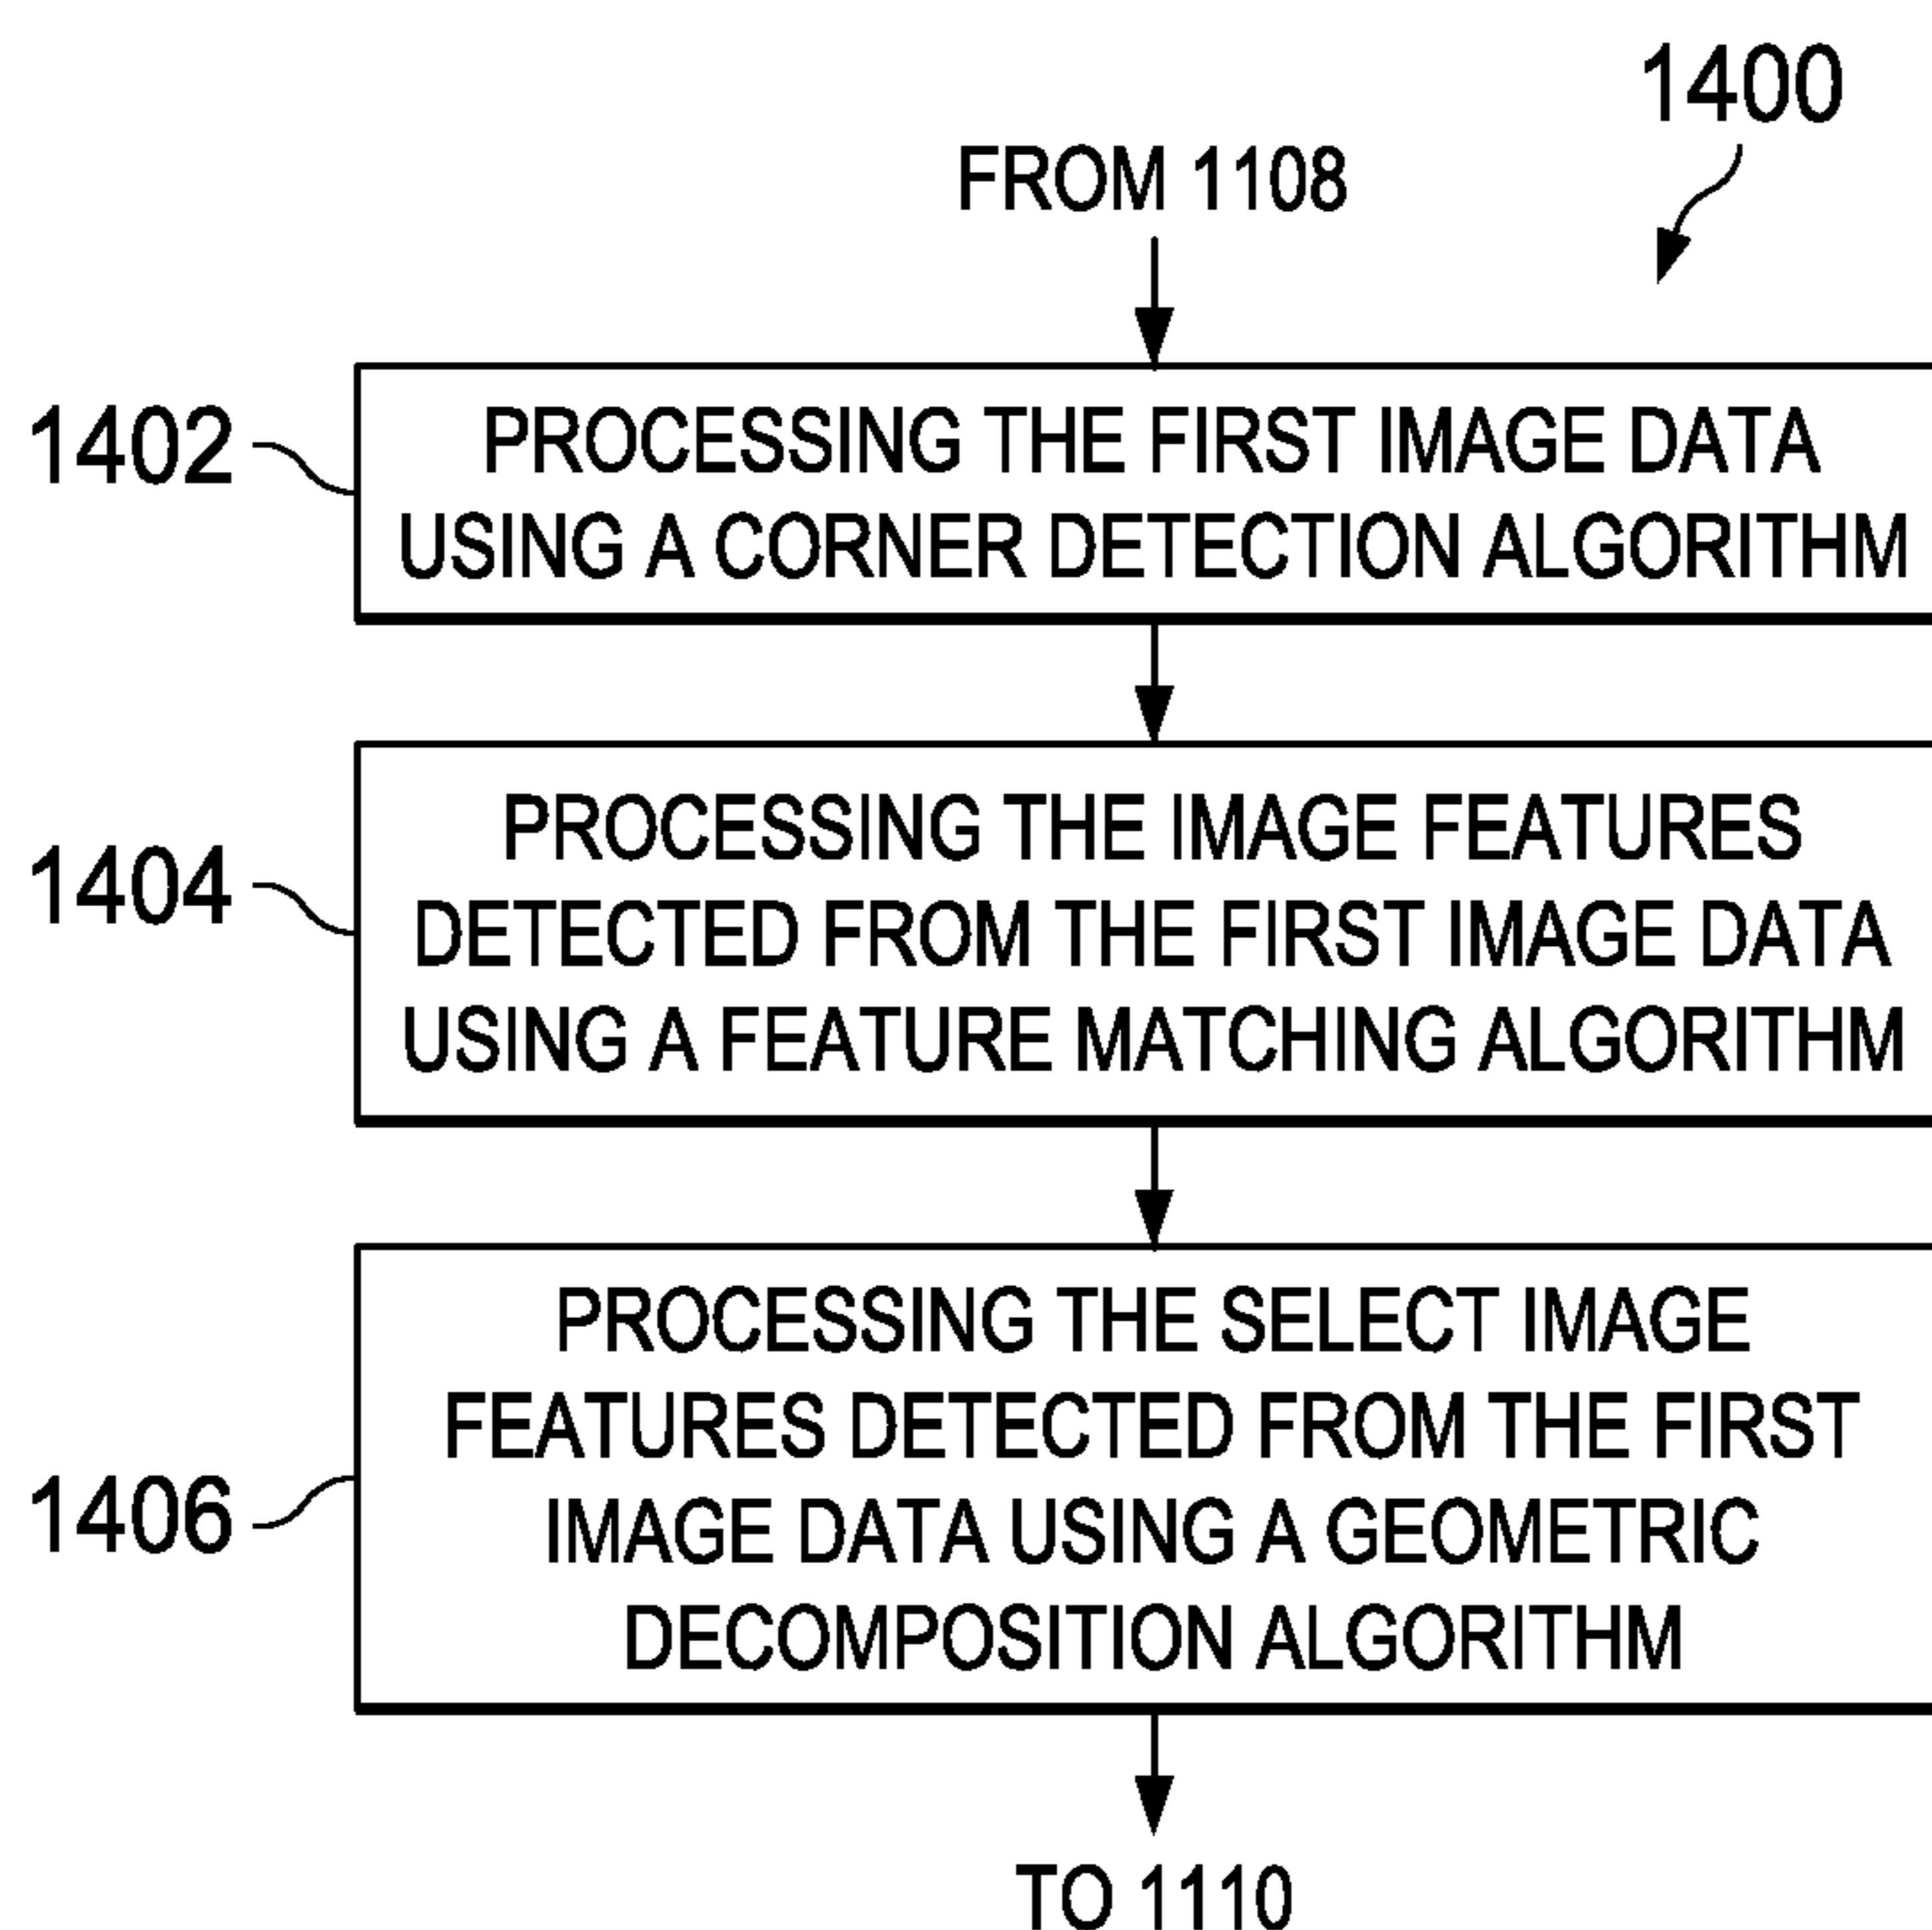 1400
FROM 1108
1402
PROCESSING THE FIRST IMAGE DATA
USING A CORNER DETECTION ALGORITHM
1404
PROCESSING THE IMAGE FEATURES
DETECTED FROM THE FIRST IMAGE DATA
USING A FEATURE MATCHING ALGORITHM
1406
PROCESSING THE SELECT IMAGE
FEATURES DETECTED FROM THE FIRST
IMAGE DATA USING A GEOMETRIC
DECOMPOSITION ALGORITHM
TO 1110